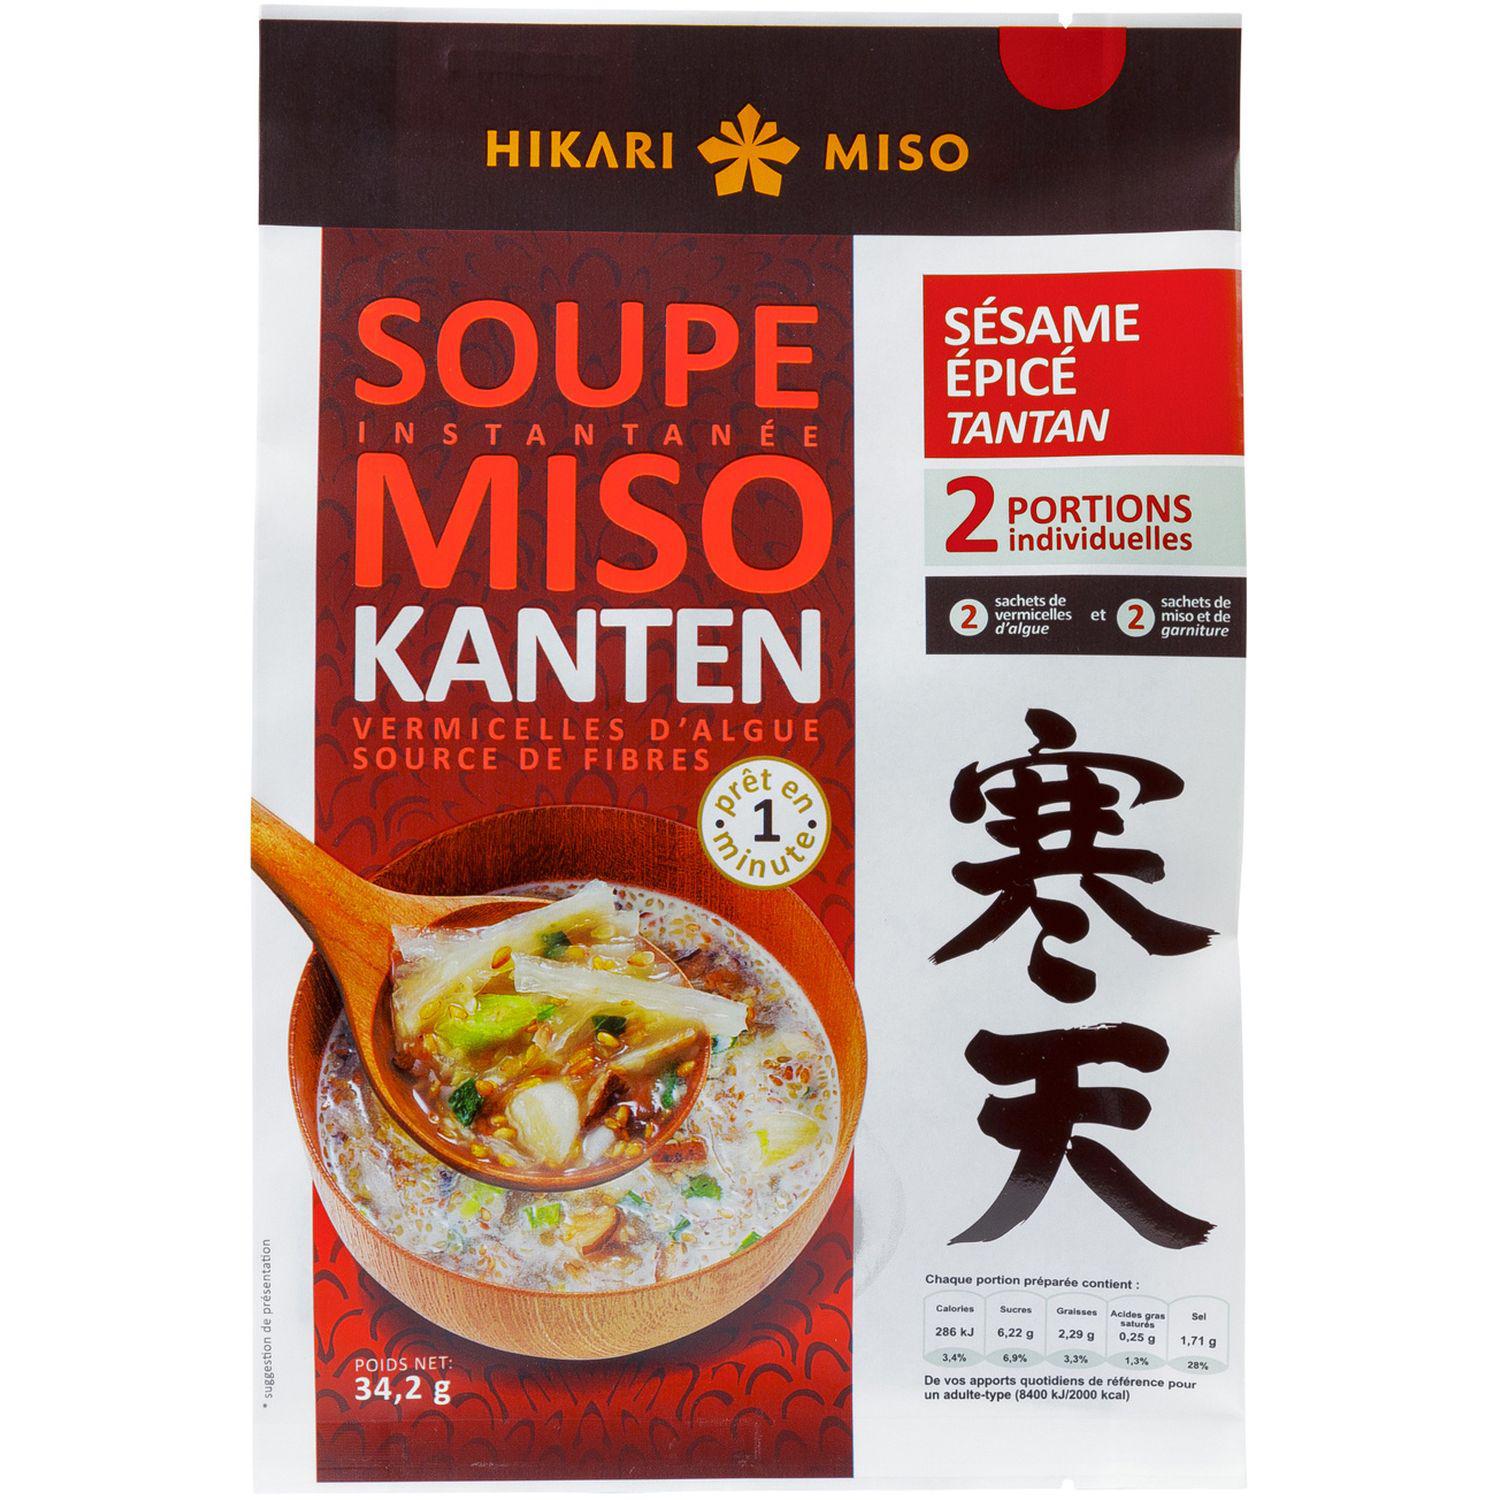 HIKARI MISO
SOUPE
INSTANTANÉE
MISO
KANTEN
VERMICELLES D'ALGUE
SOURCE DE FIBRES
prêt en
1
minute
SÉSAME
ÉPICÉ
TANTAN
2 PORTIONS
individuelles
2 sachets de vermicelles d'algue et 2 sachets de miso et de garniture
寒天
Chaque portion préparée contient :
Calories Sucres Graisses Acides gras saturés Sel
286 kJ 6,22 g 2,29 g 0,25 g 1,71 g
3,4% 6,9% 3,3% 1,3% 28%
De vos apports quotidiens de référence pour
un adulte-type (8400 kJ/2000 kcal)
* suggestion de présentation
POIDS NET:
34,2 g